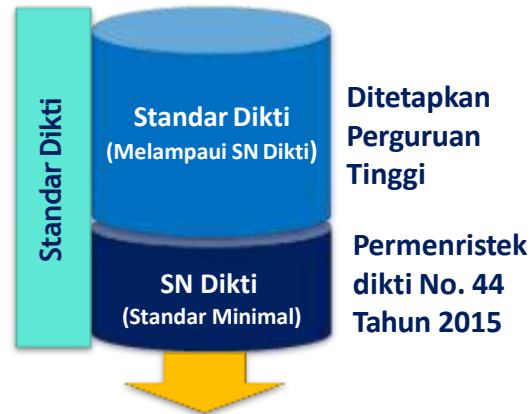 Standar Dikti
Standar Dikti
(Melampaui SN Dikti)
Ditetapkan
Perguruan
Tinggi
SN Dikti
(Standar Minimal)
Permenristek
dikti No. 44
Tahun 2015